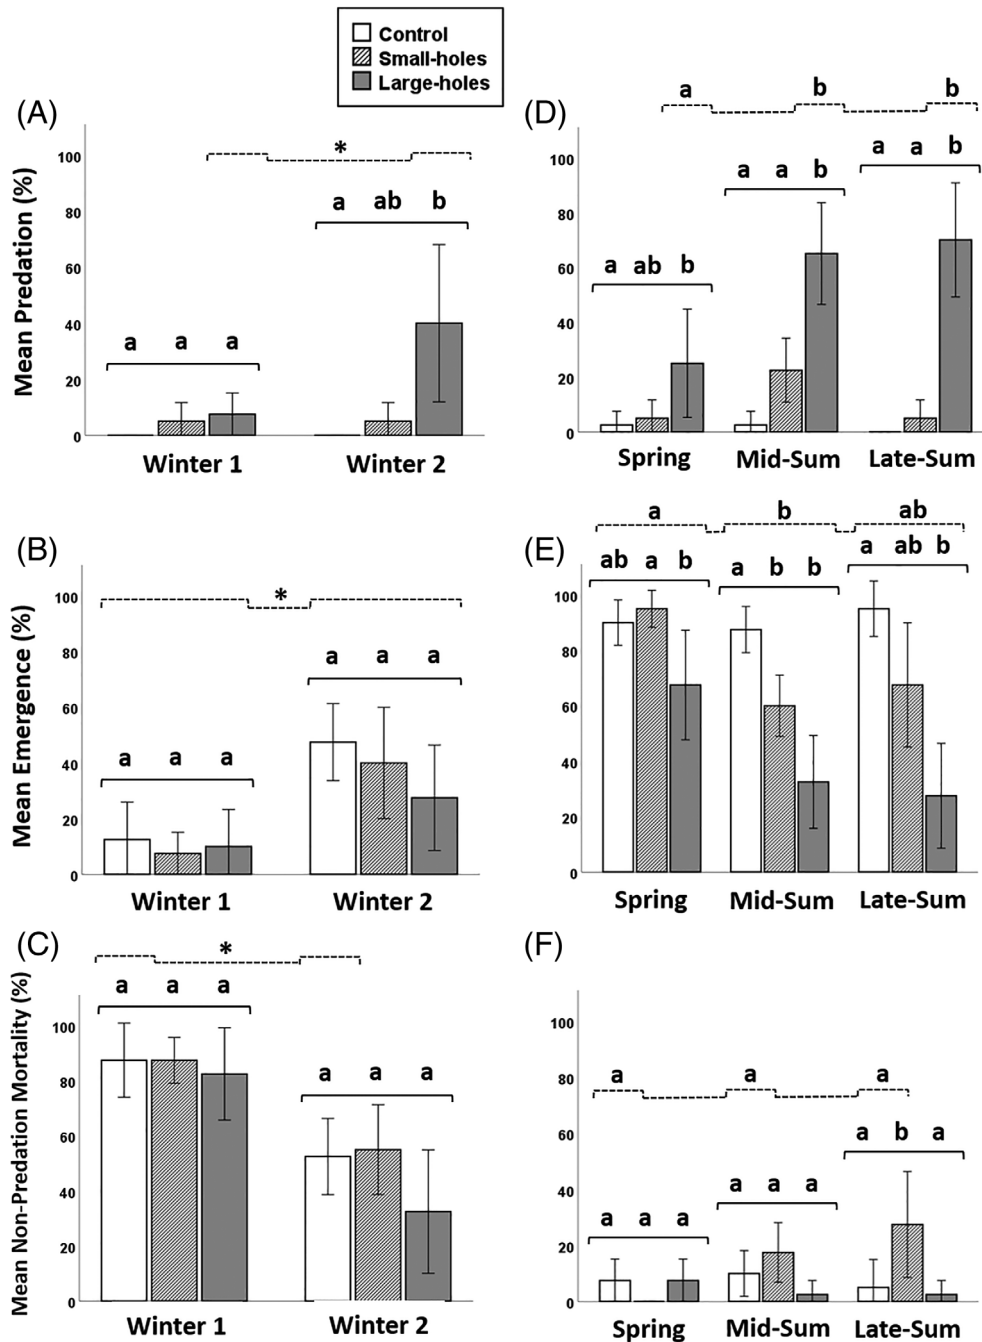 Control
Small-holes
Large-holes
(A)
Mean Predation (%)
100
80
60
40
20
0
*
a a a
a ab b
Winter 1 Winter 2
(D)
a b b
100
80
60
40
20
0
a ab b
a a b
a a b
Spring Mid-Sum Late-Sum
(B)
Mean Emergence (%)
100
80
60
40
20
0
*
a a a
a a a
Winter 1 Winter 2
(E)
a b ab
100
80
60
40
20
0
ab a b
a b b
a ab b
Spring Mid-Sum Late-Sum
(C)
Mean Non-Predation Mortality (%)
100
80
60
40
20
0
*
a a a
a a a
Winter 1 Winter 2
(F)
100
80
60
40
20
0
a a a
a a a
a a a
a b a
Spring Mid-Sum Late-Sum